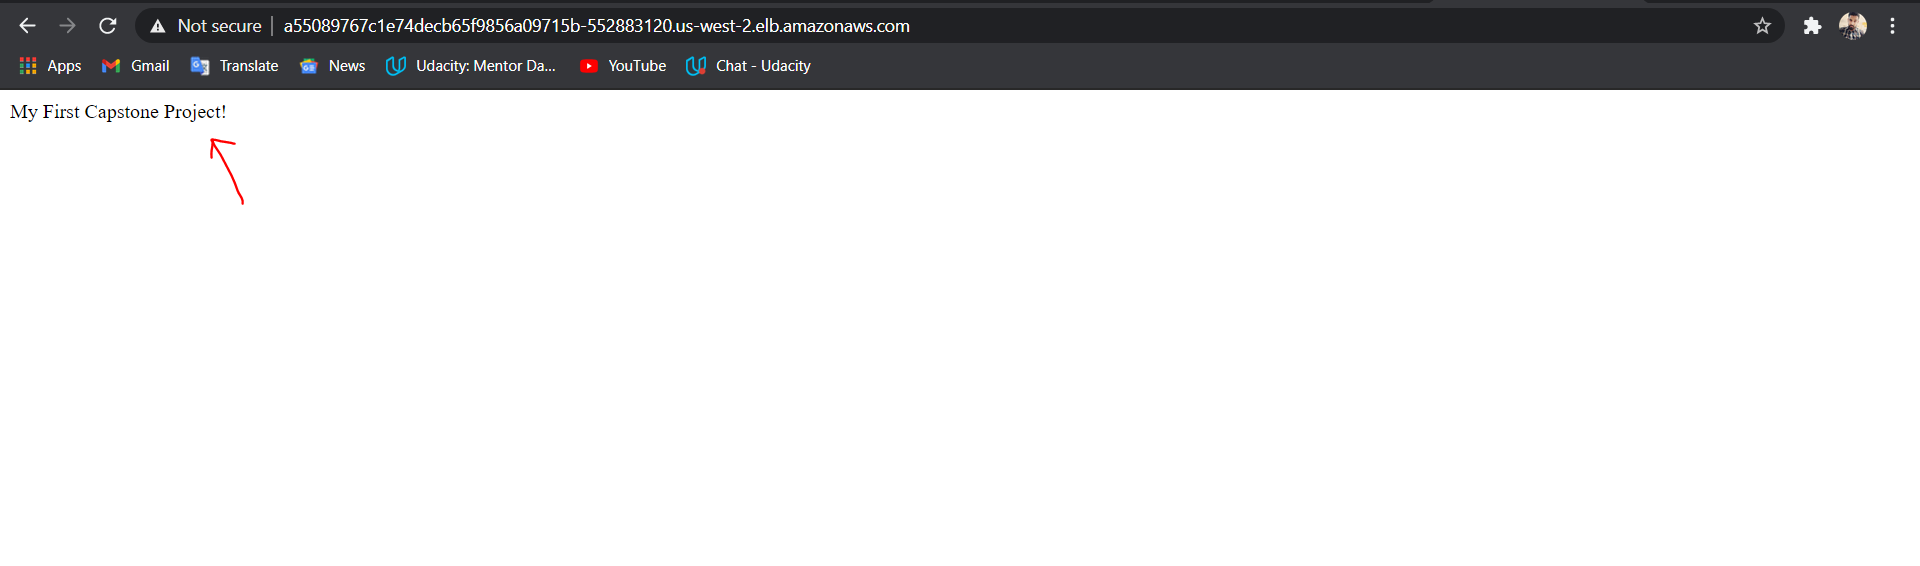 Not secure a55089767c1e74decb65f9856a09715b-552883120.us-west-2.elb.amazonaws.com
Apps Gmail Translate News Udacity: Mentor Da... YouTube Chat - Udacity
My First Capstone Project!